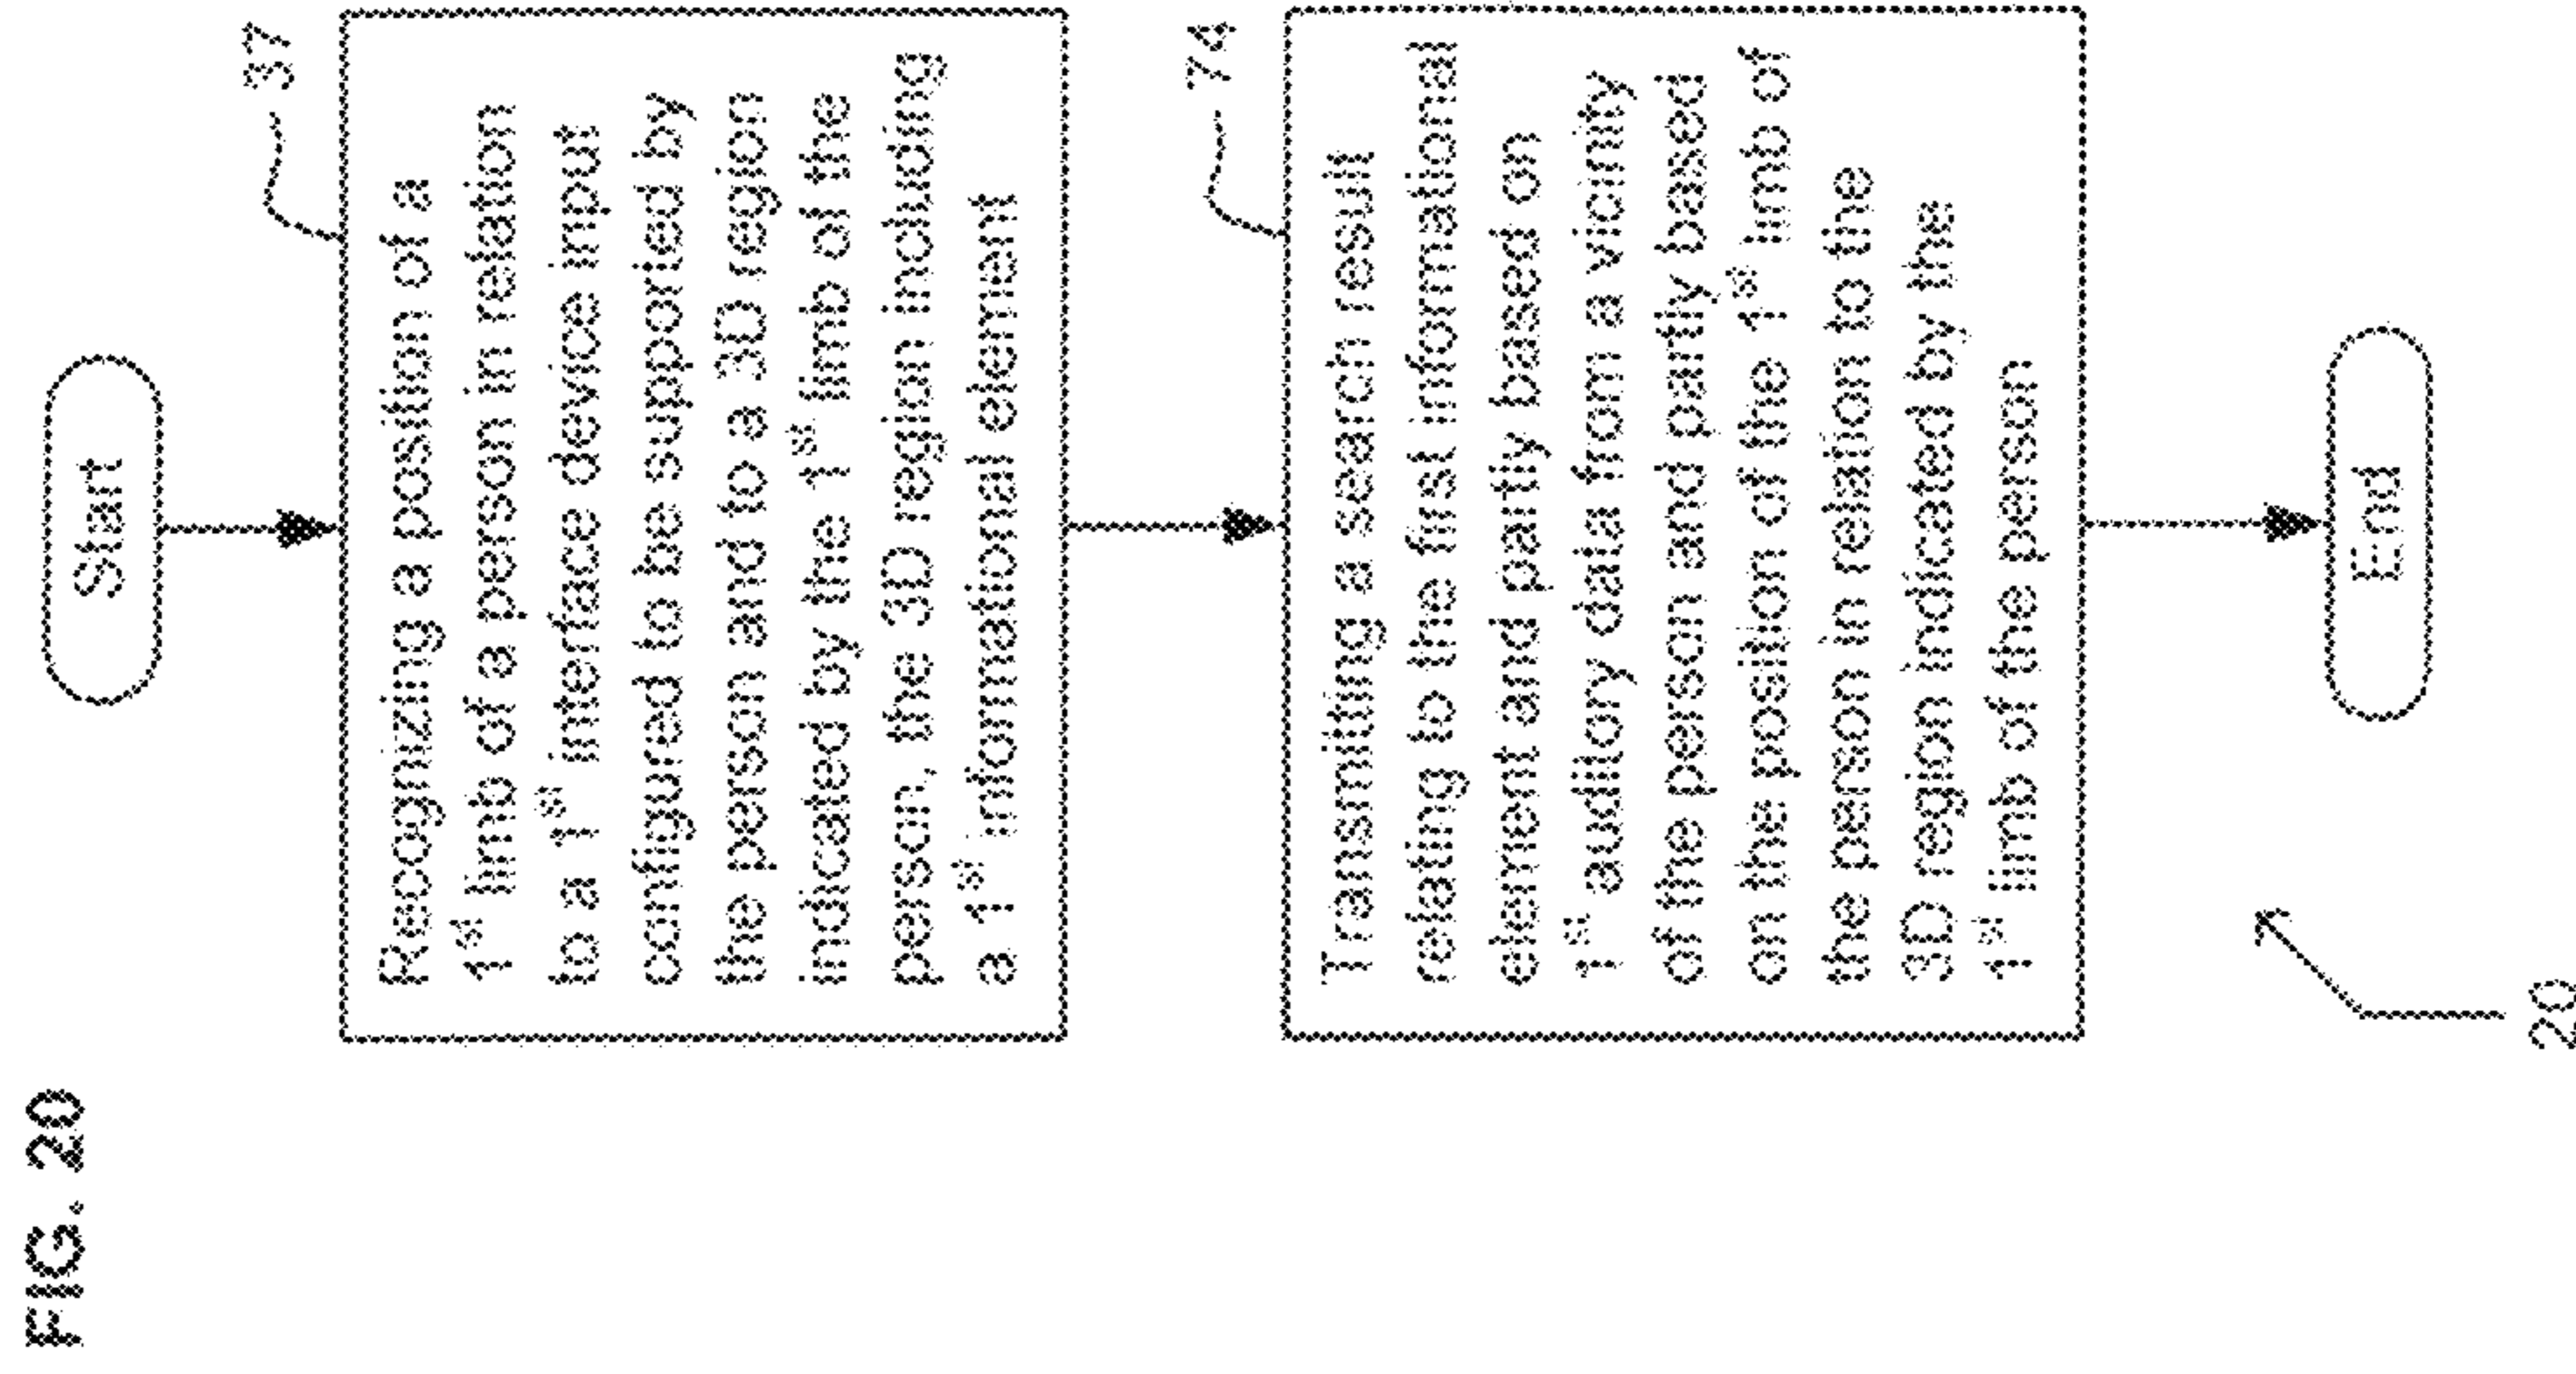 FIG. 20
Start
37
Recognizing a position of a
1st limb of a person in relation
to a 1st interface device input
configured to be supported by
the person and to a 3D region
indicated by the 1st limb of the
person, the 3D region including
a 1st informational element
74
Transmitting a search result
relating to the first informational
element and partly based on
1st auditory data from a vicinity
of the person and partly based
on the position of the 1st limb of
the person in relation to the
3D region indicated by the
1st limb of the person
End